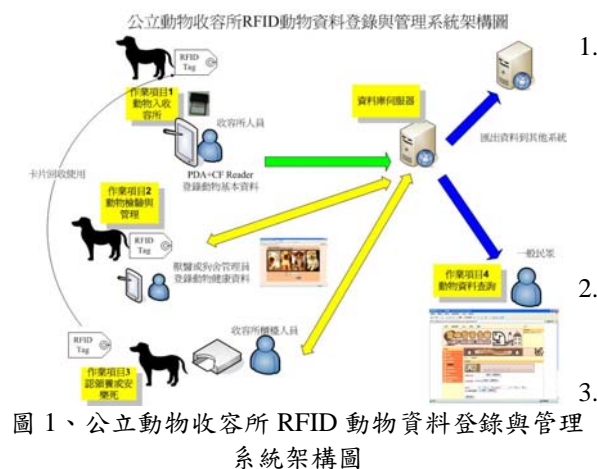 公立動物收容所RFID動物資料登錄與管理系統架構圖
RFID
Tag
作業項目1
動物入收
容所
收容所人員
PDA+CF Reader
登錄動物基本資料
資料庫伺服器
匯出資料到其他系統
卡片回收使用
作業項目2
動物檢驗與
管理
RFID
Tag
獸醫或狗舍管理員
登錄動物健康資料
一般民眾
作業項目4
動物資料查詢
RFID
Tag
作業項目3
認領養或安
樂死
收容所櫃檯人員
1.
2.
3.
圖 1、公立動物收容所 RFID 動物資料登錄與管理
系統架構圖